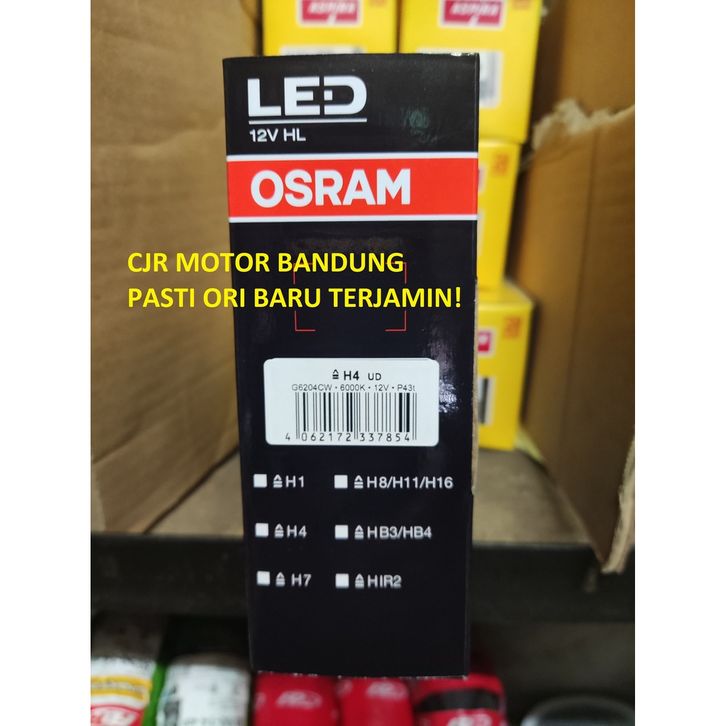 LED
12V HL
OSRAM
CJR MOTOR BANDUNG
PASTI ORI BARU TERJAMIN!
≙ H4 UD
G6204CW • 6000K • 12V • P43t
4 062172 337854
≙ H1
≙ H8/H11/H16
≙ H4
≙ HB3/HB4
≙ H7
≙ HIR2